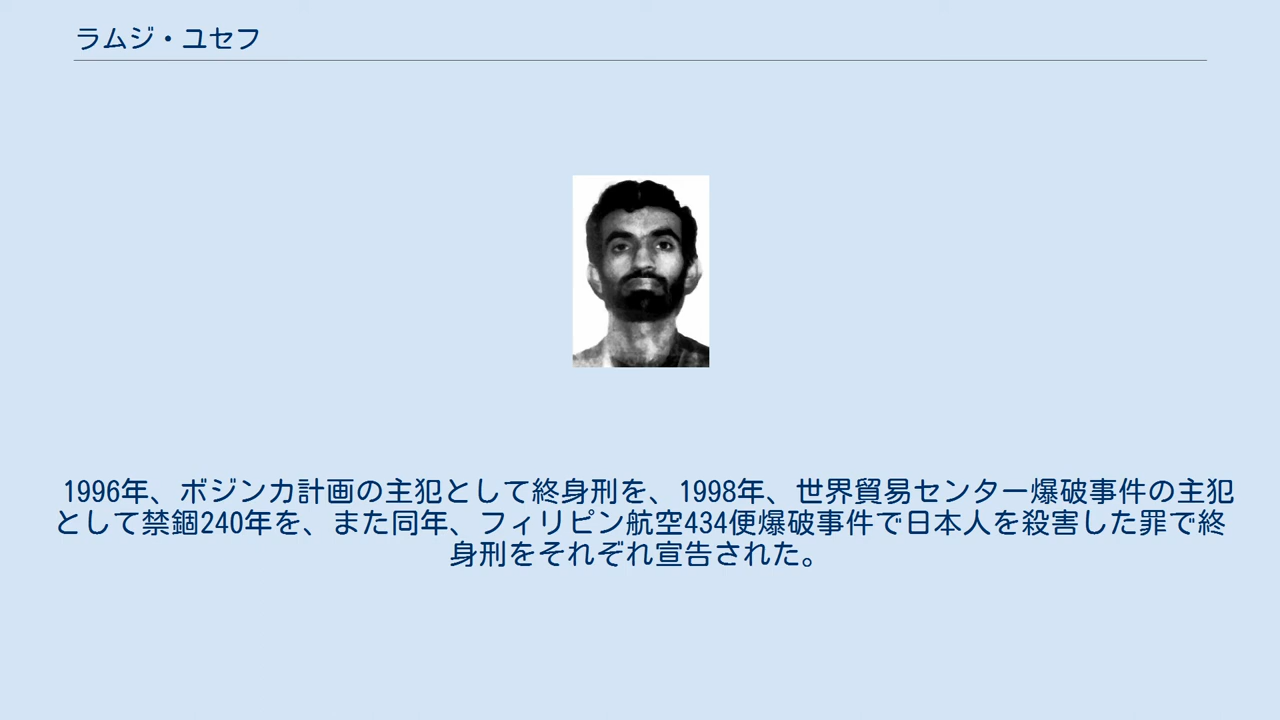 ラムジ・ユセフ
1996年、ボジンカ計画の主犯として終身刑を、1998年、世界貿易センター爆破事件の主犯
として禁錮240年を、また同年、フィリピン航空434便爆破事件で日本人を殺害した罪で終
身刑をそれぞれ宣告された。